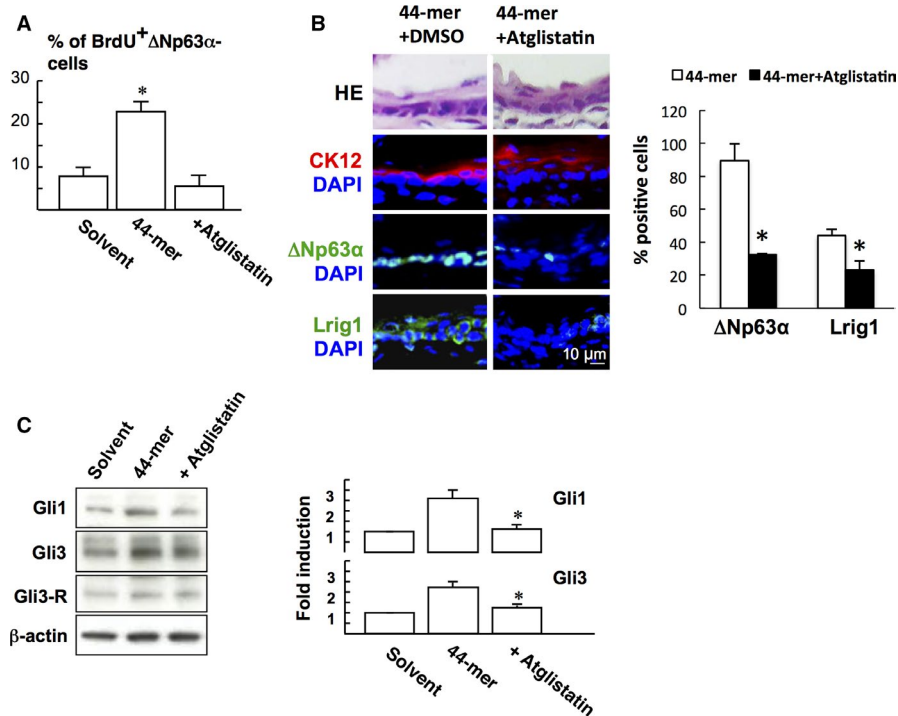 A
% of BrdU+ΔNp63α-
cells
30
20
10
*
Solvent
44-mer
+Atglistatin
B
44-mer
+DMSO
44-mer
+Atglistatin
HE
CK12
DAPI
ΔNp63α
DAPI
Lrig1
DAPI
10 μm
44-mer
44-mer+Atglistatin
% positive cells
120
100
80
60
40
20
0
*
*
ΔNp63α
Lrig1
C
Solvent
44-mer
+ Atglistatin
Gli1
Gli3
Gli3-R
β-actin
Fold induction
3
2
1
*
Gli1
3
2
1
*
Gli3
Solvent
44-mer
+ Atglistatin